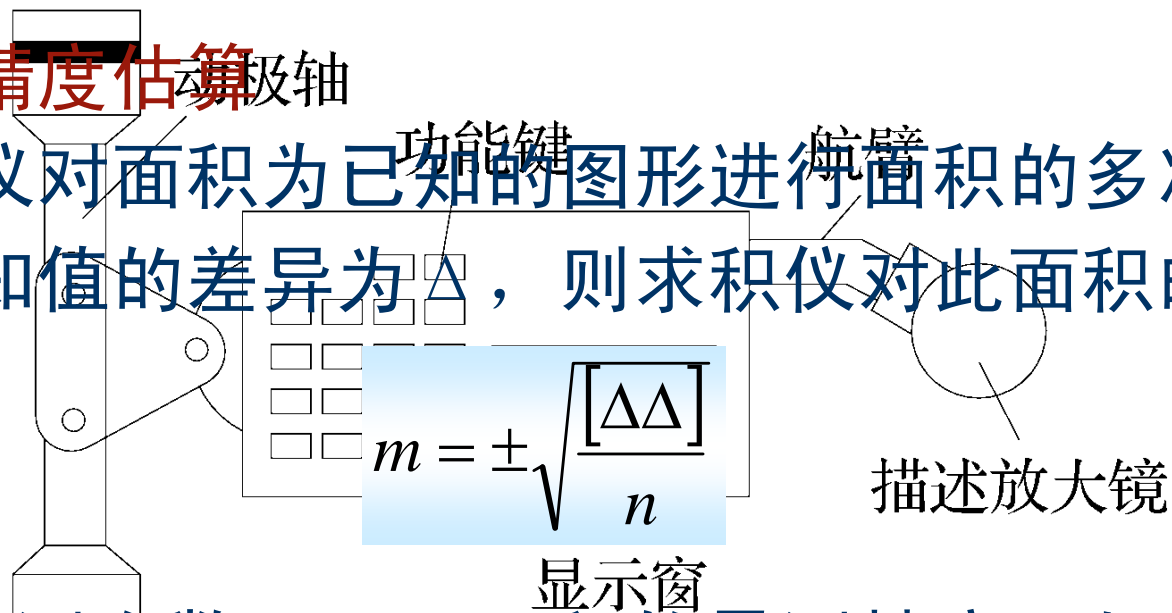 精度估算
动极轴
功能键
航臂
仪对面积为已知的图形进行面积的多次
知值的差异为 Δ ， 则求积仪对此面积的
m = ±√([ΔΔ]/n)
描述放大镜
显示窗